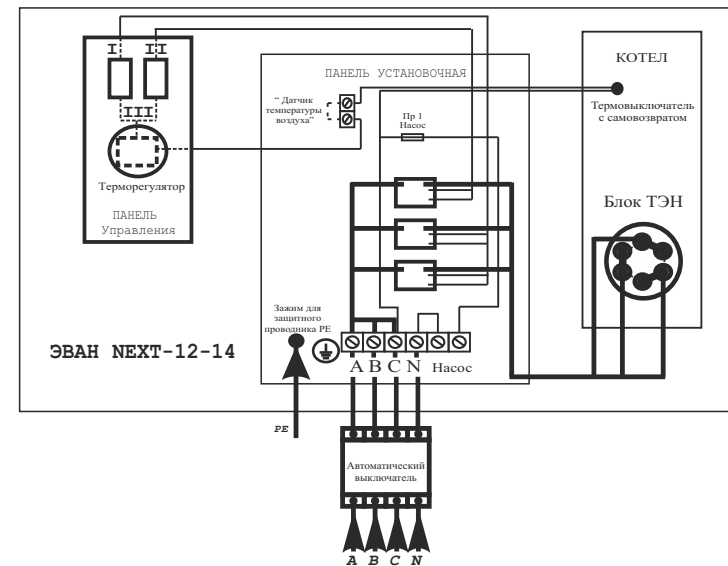 I II
III
Терморегулятор
ПАНЕЛЬ
Управления
ПАНЕЛЬ УСТАНОВОЧНАЯ
“ Датчик
температуры
воздуха”
Пр 1
Насос
КОТЕЛ
Термовыключатель
с самовозвратом
Блок ТЭН
Зажим для
защитного
проводника PE
ЭВАН NEXT-12-14
A B C N Насос
PE
Автоматический
выключатель
A B C N